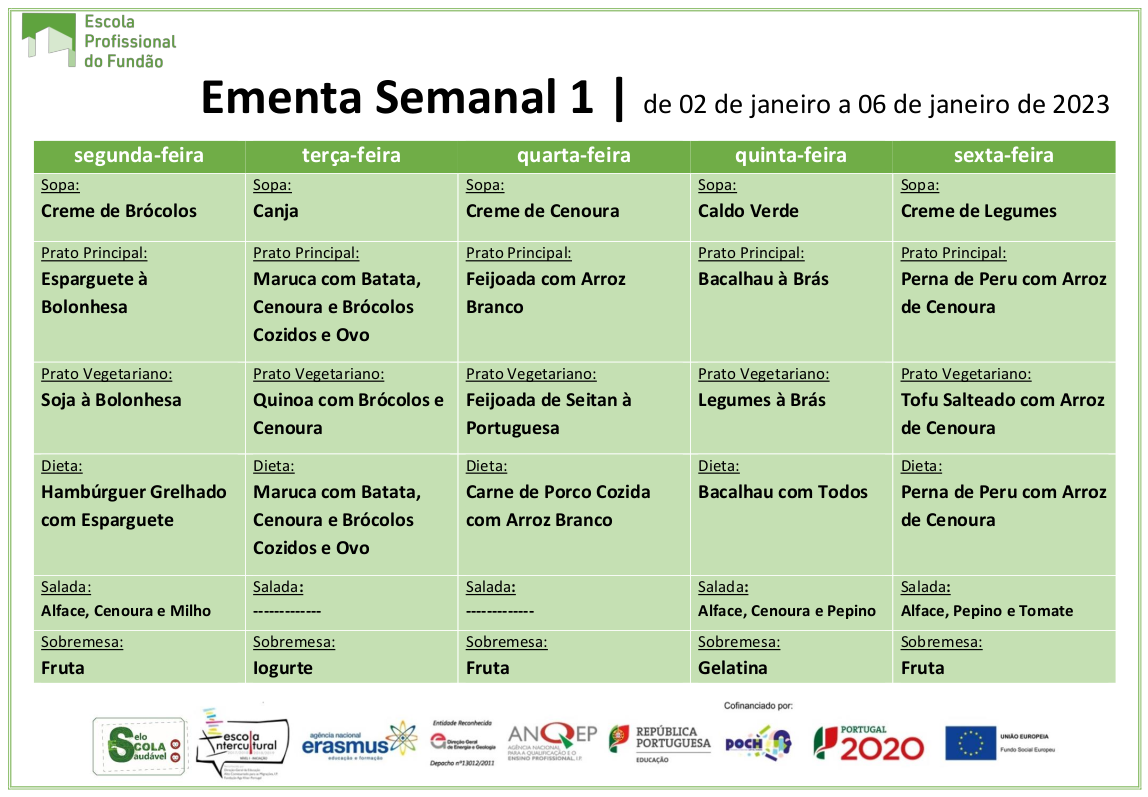 Escola
Profissional
do Fundão
Ementa Semanal 1 | de 02 de janeiro a 06 de janeiro de 2023
segunda-feira terça-feira quarta-feira quinta-feira sexta-feira
Sopa: Sopa: Sopa: Sopa: Sopa:
Creme de Brócolos Canja Creme de Cenoura Caldo Verde Creme de Legumes
Prato Principal: Prato Principal: Prato Principal: Prato Principal: Prato Principal:
Esparguete à Maruca com Batata, Feijoada com Arroz Bacalhau à Brás Perna de Peru com Arroz
Bolonhesa Cenoura e Brócolos Branco de Cenoura
Cozidos e Ovo
Prato Vegetariano: Prato Vegetariano: Prato Vegetariano: Prato Vegetariano: Prato Vegetariano:
Soja à Bolonhesa Quinoa com Brócolos e Feijoada de Seitan à Legumes à Brás Tofu Salteado com Arroz
Cenoura Portuguesa de Cenoura
Dieta: Dieta: Dieta: Dieta: Dieta:
Hambúrguer Grelhado Maruca com Batata, Carne de Porco Cozida Bacalhau com Todos Perna de Peru com Arroz
com Esparguete Cenoura e Brócolos com Arroz Branco de Cenoura
Cozidos e Ovo
Salada: Salada: Salada: Salada: Salada:
Alface, Cenoura e Milho ------------- ------------- Alface, Cenoura e Pepino Alface, Pepino e Tomate
Sobremesa: Sobremesa: Sobremesa: Sobremesa: Sobremesa:
Fruta Iogurte Fruta Gelatina Fruta
Cofinanciado por:
Selo
ESCOLA
Saudável
escola
intercultural
agência nacional
erasmus+
educação e formação
Entidade Reconhecida
Direção Geral
de Energia e Geologia
Depacho nº13012/2011
ANQEP
AGÊNCIA NACIONAL
PARA A QUALIFICAÇÃO E O
ENSINO PROFISSIONAL, I.P.
REPÚBLICA
PORTUGUESA
EDUCAÇÃO
POCH
PORTUGAL
2020
UNIÃO EUROPEIA
Fundo Social Europeu